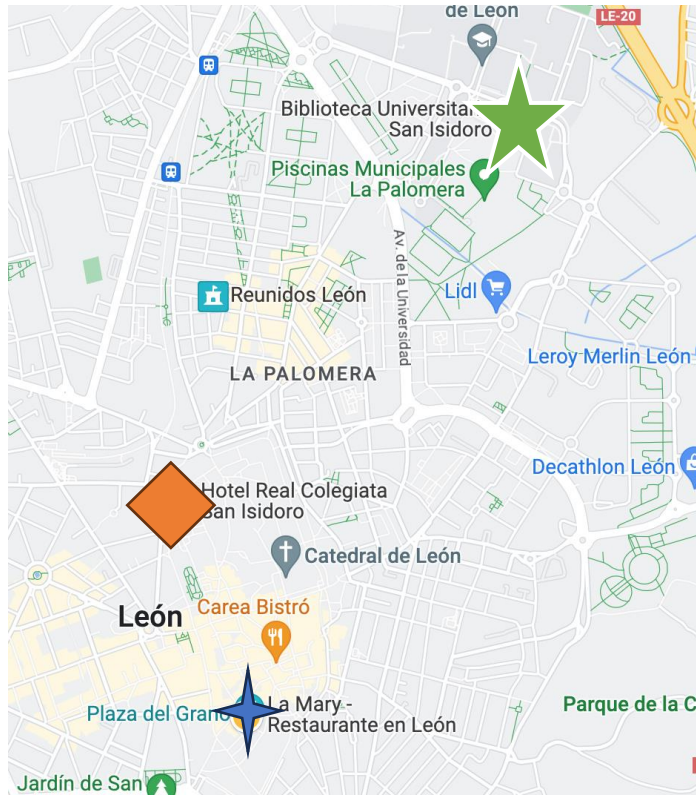 LE-20
de León
Biblioteca Universitar
San Isidoro
Piscinas Municipales
La Palomera
Av. de la Universidad
Lidl
Reunidos León
Leroy Merlin León
LA PALOMERA
Decathlon León
Hotel Real Colegiata
San Isidoro
Catedral de León
Carea Bistró
León
La Mary -
Restaurante en León
Plaza del Grano
Parque de la C
Jardín de San